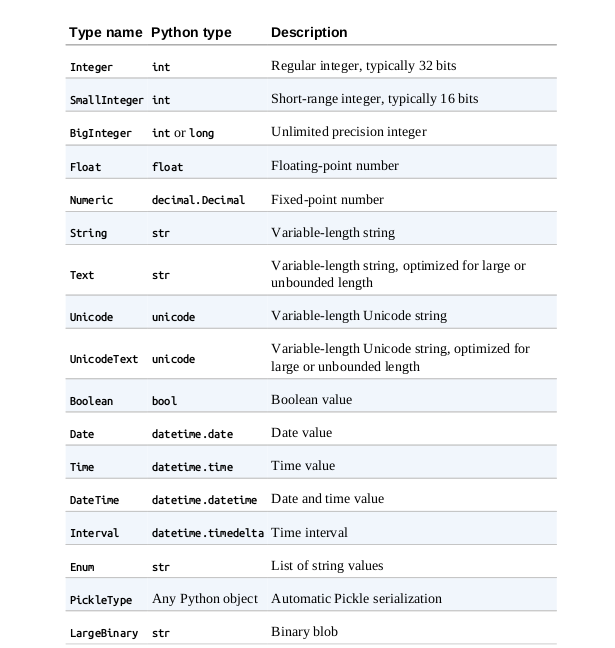 Type name Python type Description
Integer int Regular integer, typically 32 bits
SmallInteger int Short-range integer, typically 16 bits
BigInteger int or long Unlimited precision integer
Float float Floating-point number
Numeric decimal.Decimal Fixed-point number
String str Variable-length string
Text str Variable-length string, optimized for large or
unbounded length
Unicode unicode Variable-length Unicode string
UnicodeText unicode Variable-length Unicode string, optimized for
large or unbounded length
Boolean bool Boolean value
Date datetime.date Date value
Time datetime.time Time value
DateTime datetime.datetime Date and time value
Interval datetime.timedelta Time interval
Enum str List of string values
PickleType Any Python object Automatic Pickle serialization
LargeBinary str Binary blob